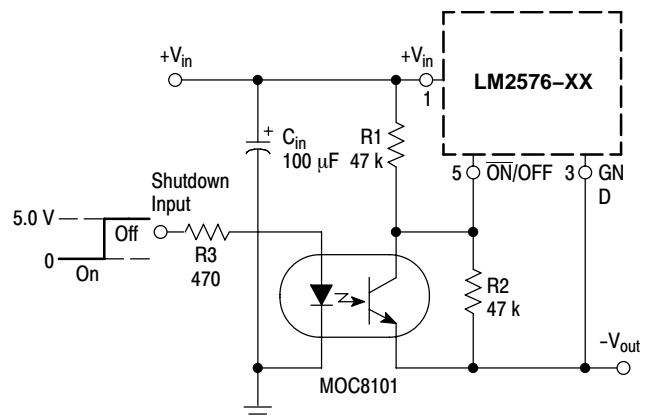 +Vin
+Vin
1
LM2576–XX
+
Cin
100 μF
R1
47 k
5
ON/OFF
3
GN
D
Shutdown
Input
5.0 V
Off
0
On
R3
470
R2
47 k
–Vout
MOC8101